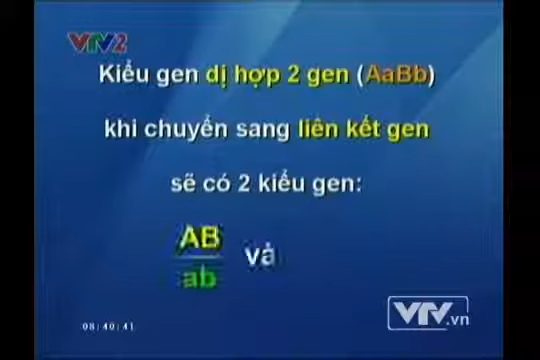 VTV2
Kiểu gen dị hợp 2 gen (AaBb)
khi chuyển sang liên kết gen
sẽ có 2 kiểu gen:
AB
ab
và
08:40:41
VTV.vn